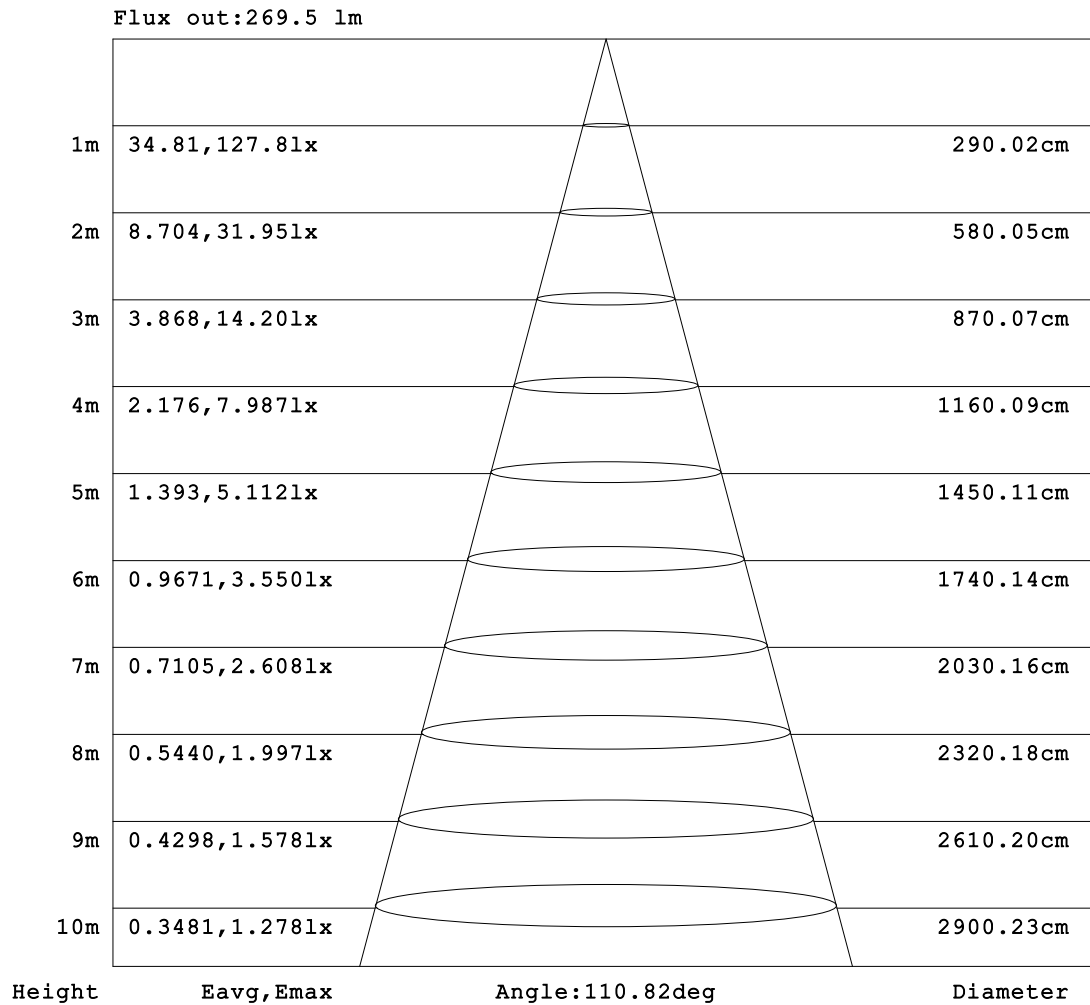 Flux out:269.5 lm
1m 34.81,127.8lx 290.02cm
2m 8.704,31.95lx 580.05cm
3m 3.868,14.20lx 870.07cm
4m 2.176,7.987lx 1160.09cm
5m 1.393,5.112lx 1450.11cm
6m 0.9671,3.550lx 1740.14cm
7m 0.7105,2.608lx 2030.16cm
8m 0.5440,1.997lx 2320.18cm
9m 0.4298,1.578lx 2610.20cm
10m 0.3481,1.278lx 2900.23cm
Height Eavg,Emax Angle:110.82deg Diameter